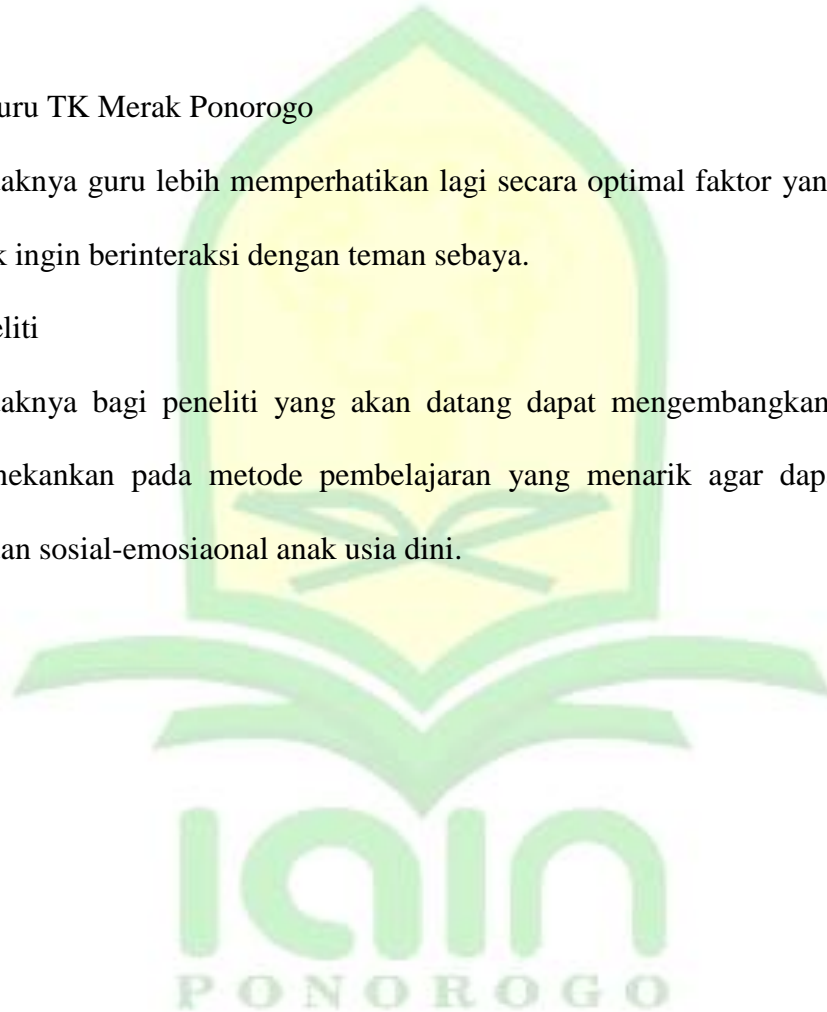 uru TK Merak Ponorogo
aknya guru lebih memperhatikan lagi secara optimal faktor yan
k ingin berinteraksi dengan teman sebaya.
eliti
aknya bagi peneliti yang akan datang dapat mengembangkan
nekankan pada metode pembelajaran yang menarik agar dap
an sosial-emosiaonal anak usia dini.
IAIN
PONOROGO